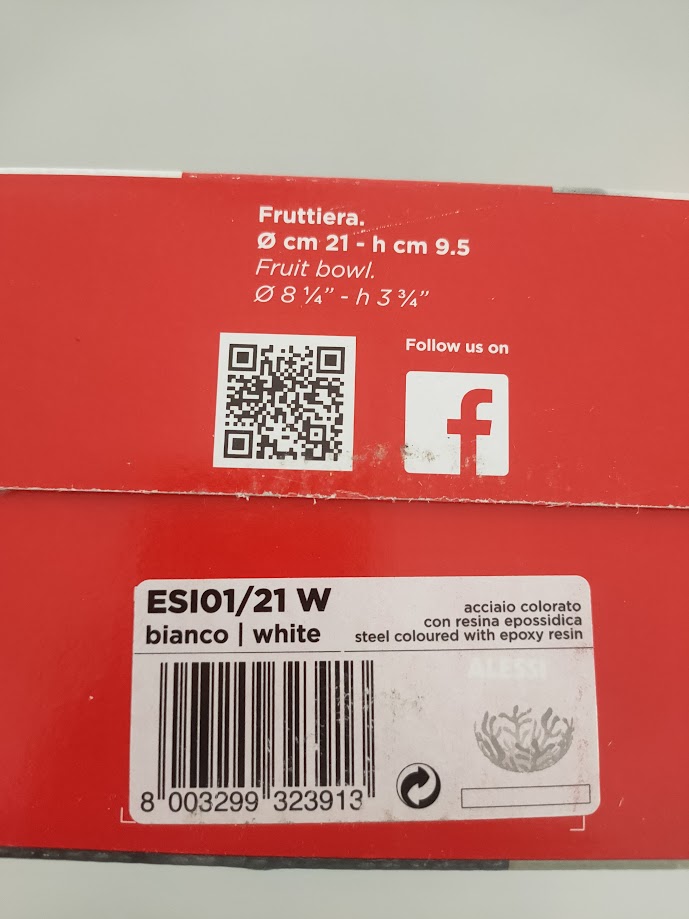 Fruttiera.
Ø cm 21 - h cm 9.5
Fruit bowl.
Ø 8 ¼” - h 3 ¾”
Follow us on
f
ESI01/21 W
bianco | white
acciaio colorato
con resina epossidica
steel coloured with epoxy resin
ALESSI
8 003299 323913